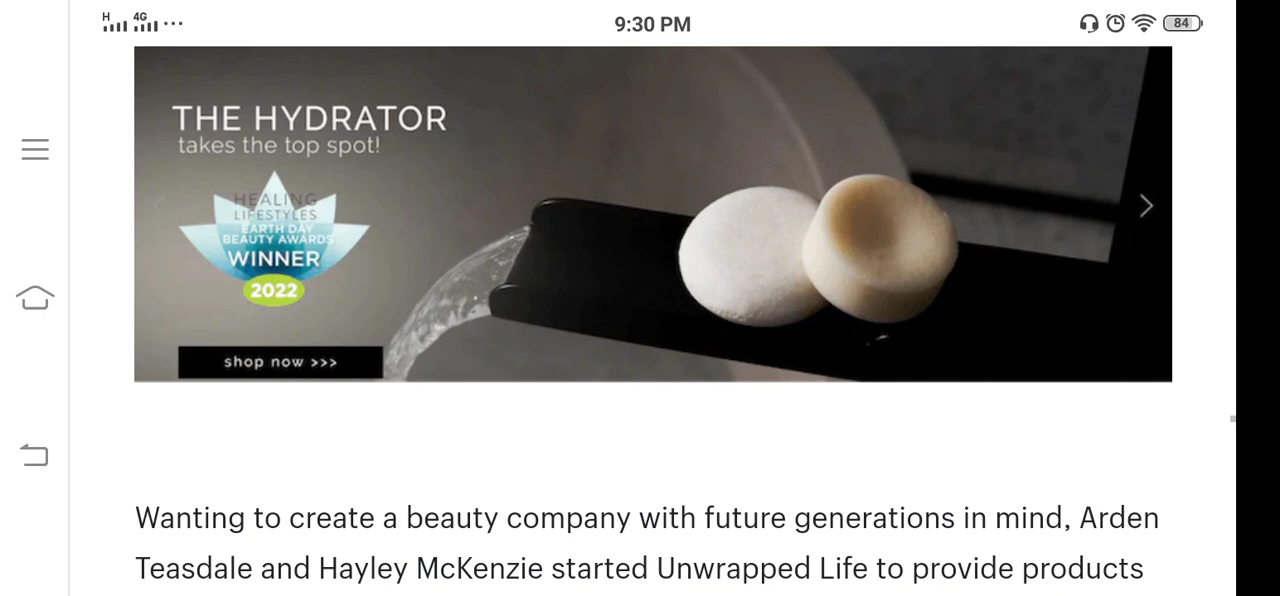 H 4G 9:30 PM 84
THE HYDRATOR
takes the top spot!
HEALING
LIFESTYLES
EARTH DAY
BEAUTY AWARDS
WINNER
2022
shop now >>>
Wanting to create a beauty company with future generations in mind, Arden
Teasdale and Hayley McKenzie started Unwrapped Life to provide products